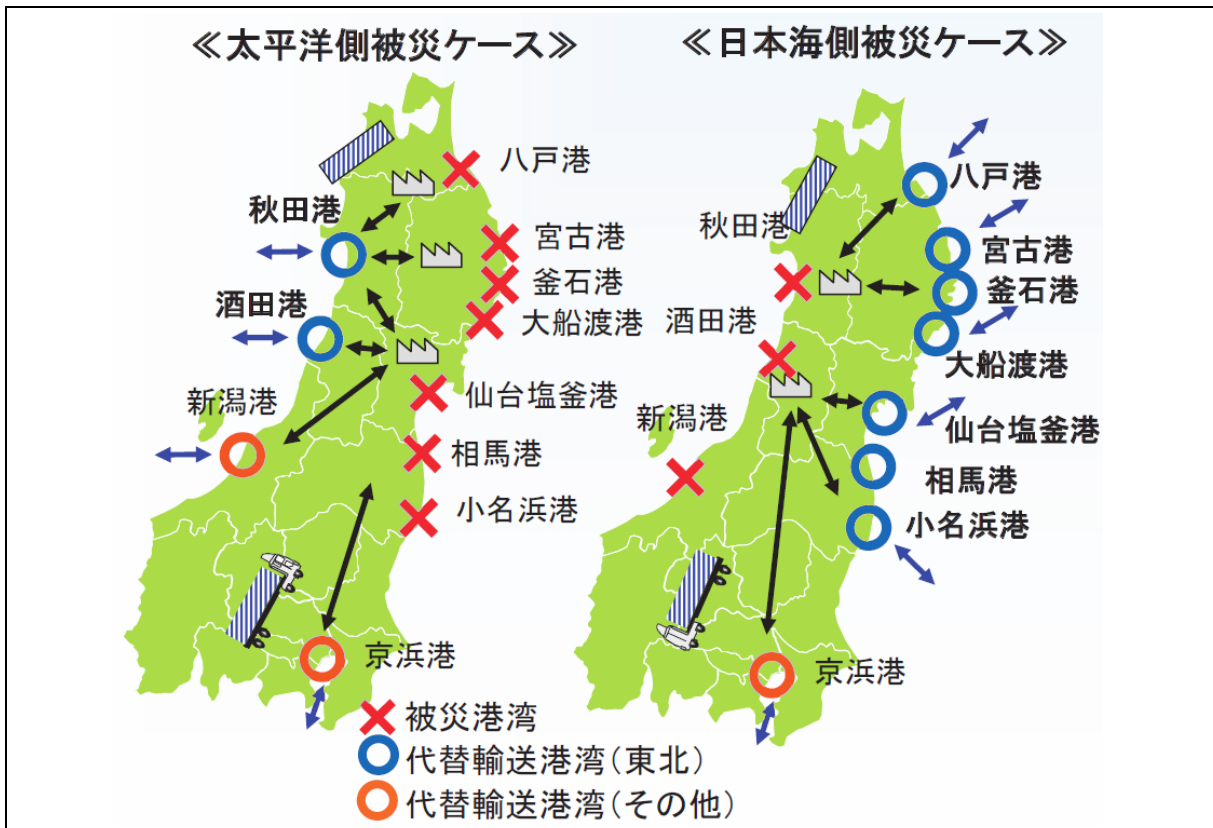 ≪太平洋側被災ケース≫
八戸港
秋田港
宮古港
釜石港
酒田港
大船渡港
新潟港
仙台塩釜港
相馬港
小名浜港
京浜港
≪日本海側被災ケース≫
八戸港
秋田港
宮古港
釜石港
酒田港
大船渡港
新潟港
仙台塩釜港
相馬港
小名浜港
京浜港
被災港湾
代替輸送港湾(東北)
代替輸送港湾(その他)